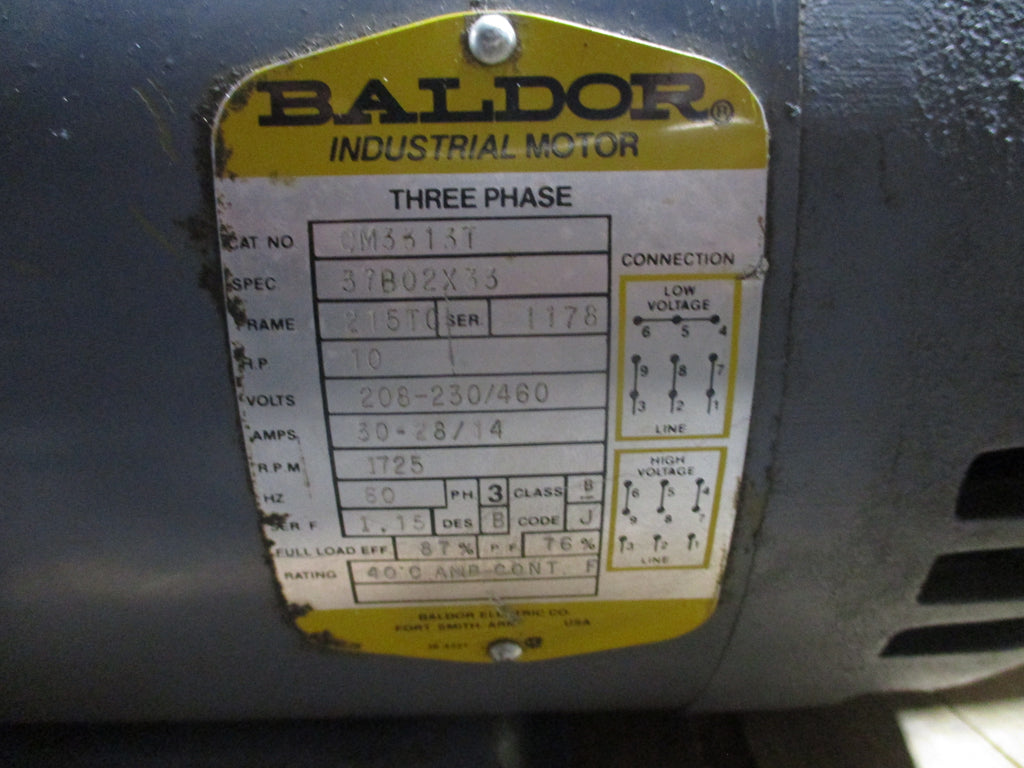 BALDOR®
INDUSTRIAL MOTOR
THREE PHASE
CAT NO M3313T
SPEC 37B02X33
FRAME 215TC SER. 1178
H.P. 10
VOLTS 208-230/460
AMPS 30-28/14
R.P.M 1725
HZ 60 PH 3 CLASS B
SER F 1.15 DES B CODE J
FULL LOAD EFF. 87 % P.F. 76 %
RATING 40°C AMB CONT. F
CONNECTION
LOW
VOLTAGE
6 5 4
9 8 7
3 2 1
LINE
HIGH
VOLTAGE
6 5 4
9 8 7
3 2 1
LINE
BALDOR ELECTRIC CO.
FORT SMITH, ARK. USA